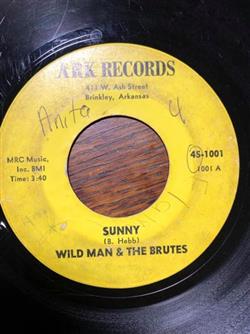 ARK RECORDS
411 W. Ash Street
Brinkley, Arkansas
Anita
4
MRC Music,
Inc. BMI
Time: 3:40
45-1001
1001 A
SUNNY
(B. Hebb)
WILD MAN & THE BRUTES